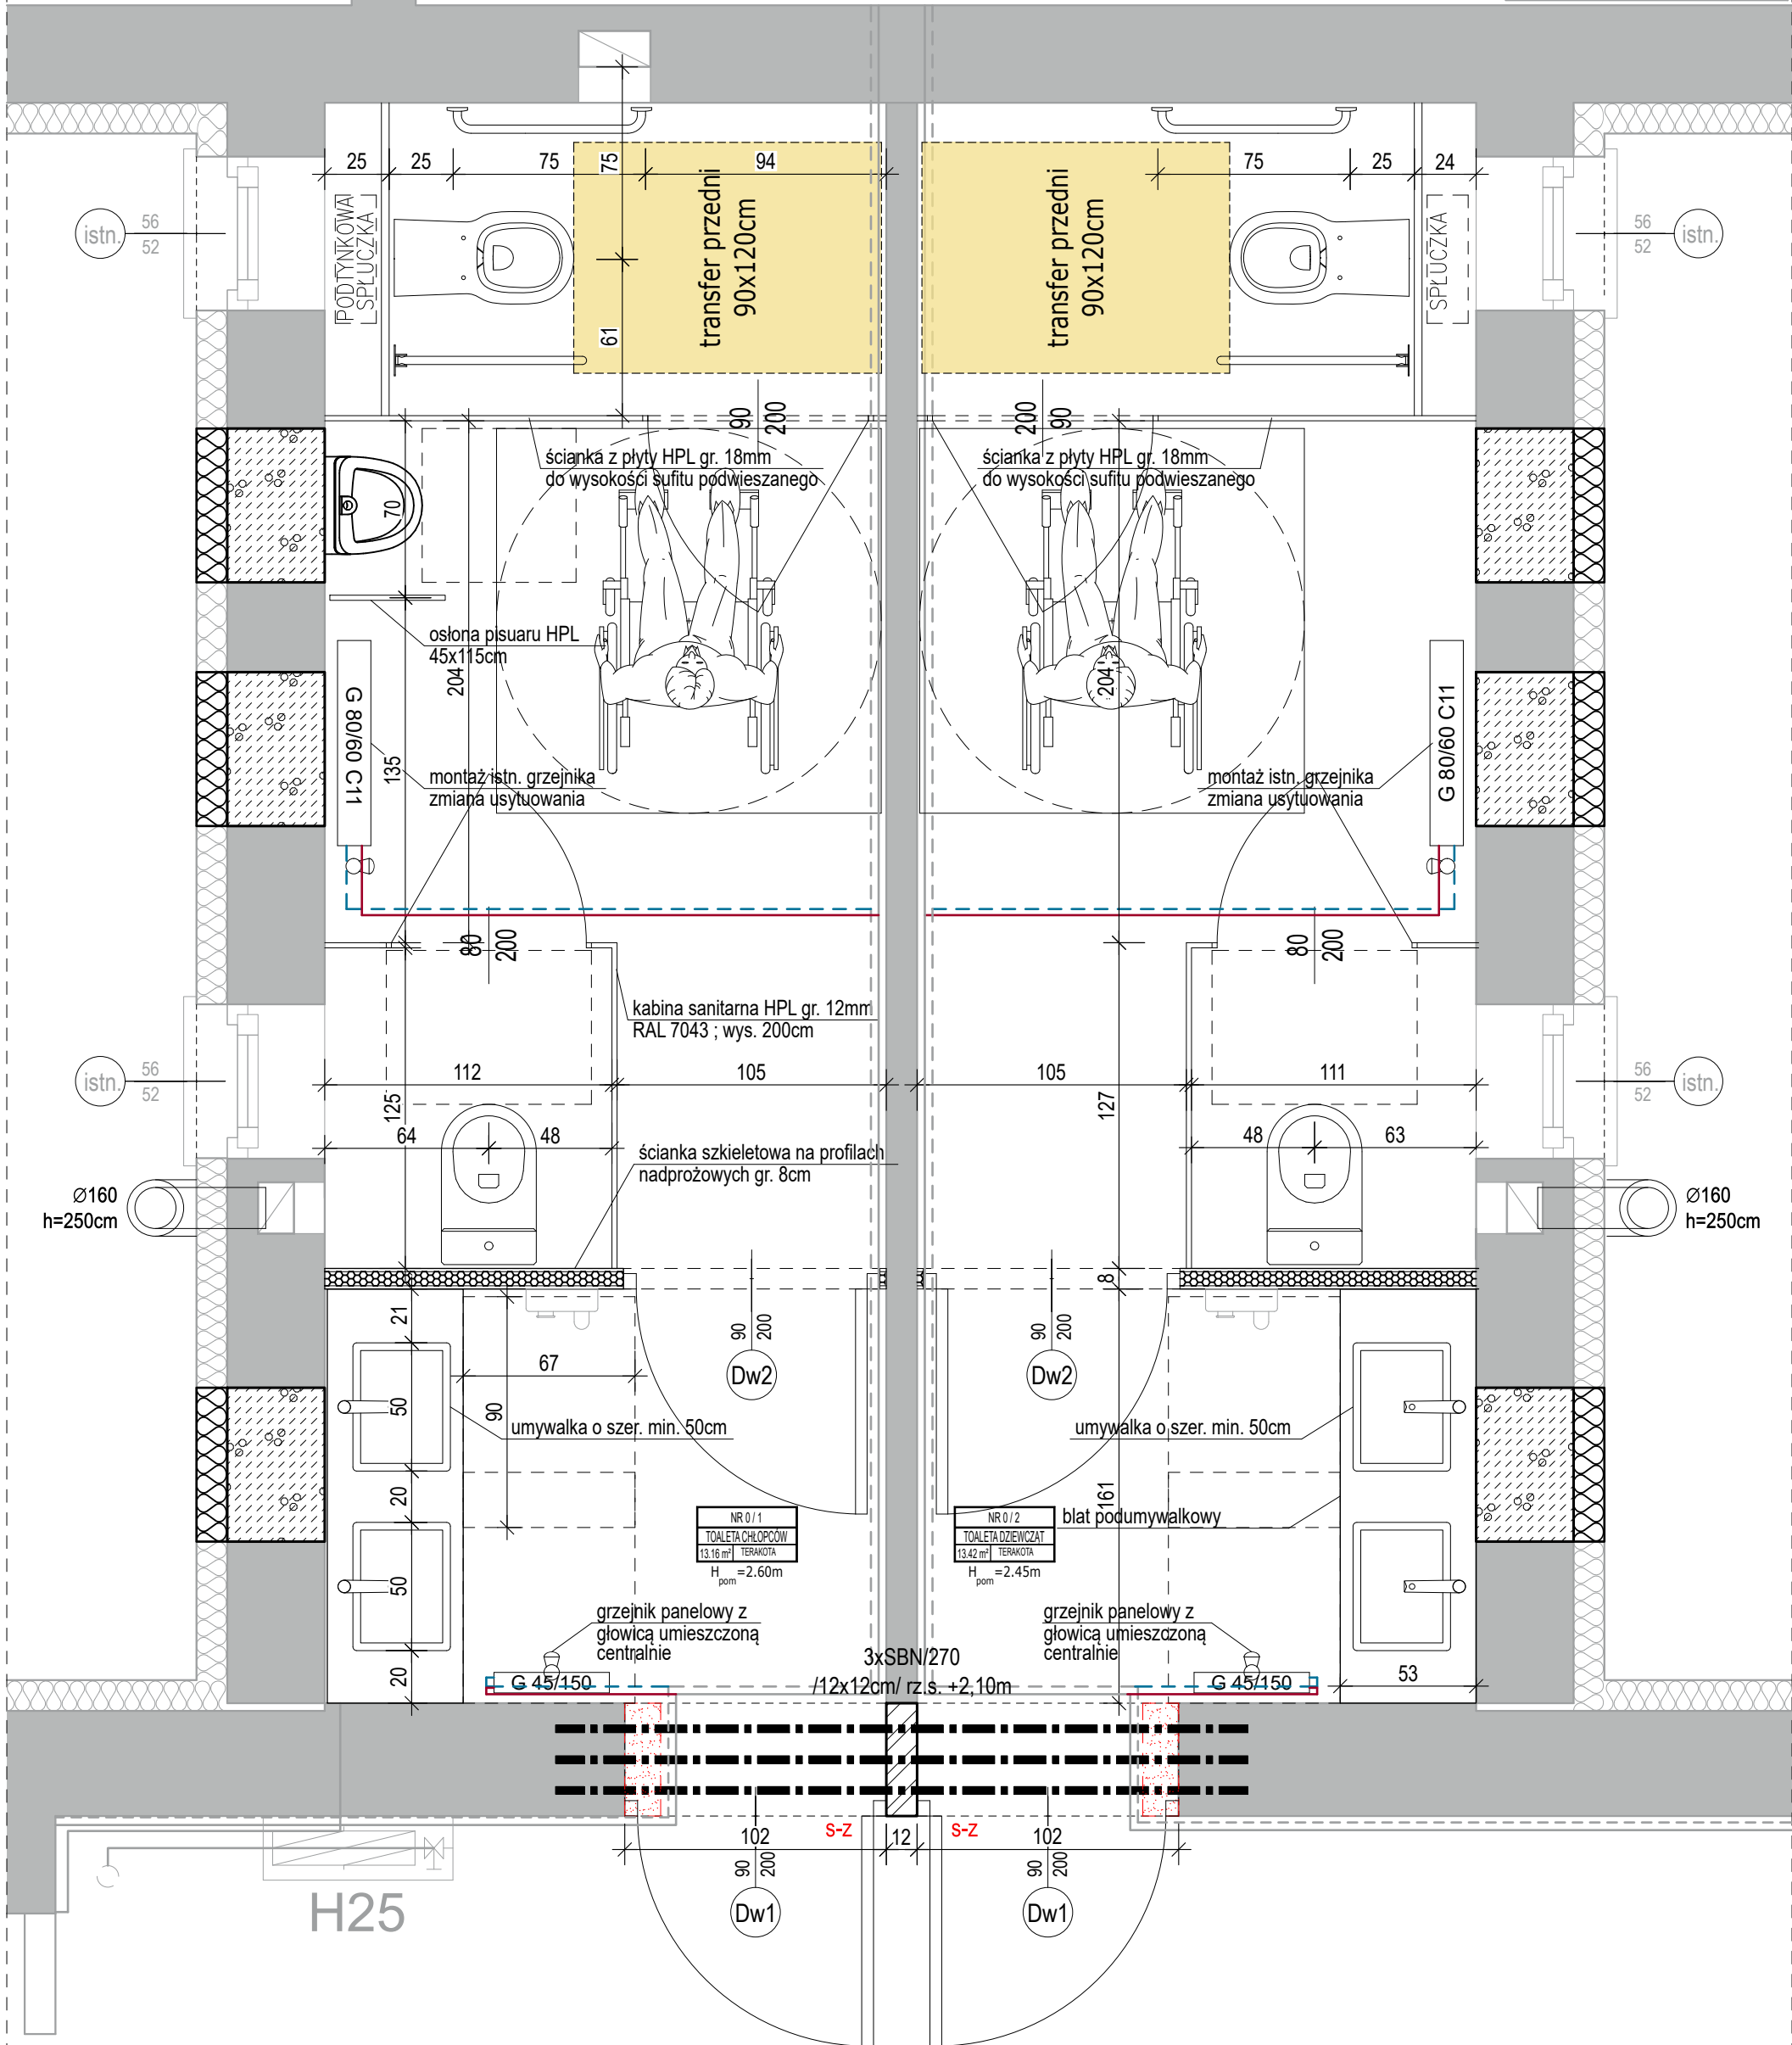 25
25
75
75
94
75
25
24
istn.
56
52
PODTYNKOWA
SPŁUCZKA
transfer przedni
90x120cm
transfer przedni
90x120cm
SPŁUCZKA
56
52
istn.
61
90
200
200
90
ścianka z płyty HPL gr. 18mm
do wysokości sufitu podwieszanego
ścianka z płyty HPL gr. 18mm
do wysokości sufitu podwieszanego
70
osłona pisuaru HPL
45x115cm
204
204
G 80/60 C11
G 80/60 C11
135
montaż istn. grzejnika
zmiana usytuowania
montaż istn. grzejnika
zmiana usytuowania
80
200
80
200
kabina sanitarna HPL gr. 12mm
RAL 7043 ; wys. 200cm
istn.
56
52
112
105
105
111
56
52
istn.
125
127
64
48
48
63
ścianka szkieletowa na profilach
nadprożowych gr. 8cm
Ø160
h=250cm
Ø160
h=250cm
8
21
90
200
90
200
67
Dw2
Dw2
50
90
umywalka o szer. min. 50cm
umywalka o szer. min. 50cm
20
161
NR 0 / 1
TOALETA CHŁOPCÓW
13.16 m² TERAKOTA
H pom =2.60m
NR 0 / 2
TOALETA DZIEWCZĄT
13.42 m² TERAKOTA
H pom =2.45m
blat podumywalkowy
50
grzejnik panelowy z
głowicą umieszczoną
centralnie
grzejnik panelowy z
głowicą umieszczoną
centralnie
20
3xSBN/270
/12x12cm/ rz.s. +2,10m
G 45/150
G 45/150
53
s-z
s-z
102
12
102
90
200
90
200
H25
Dw1
Dw1